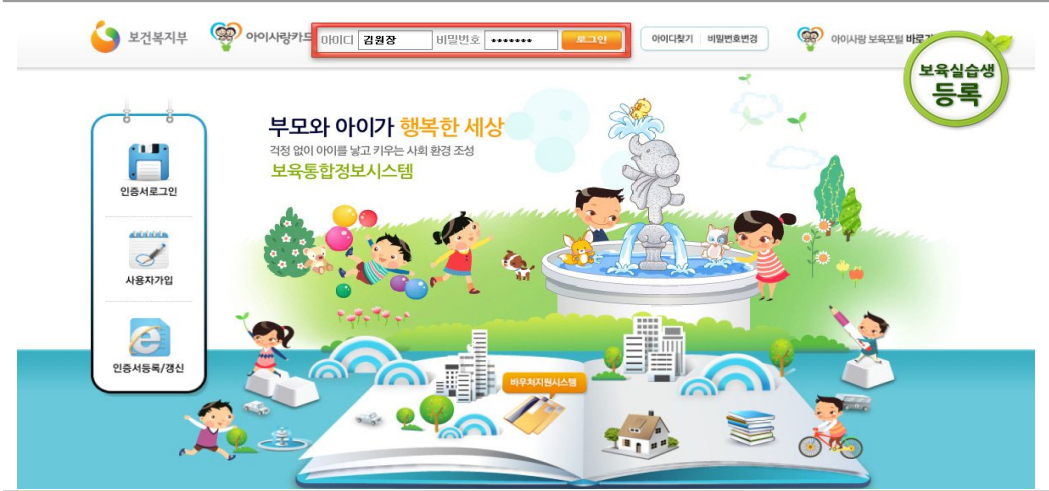 보건복지부
아이사랑카드
아이디 김원장 비밀번호 ******* 로그인
아이디찾기 비밀번호변경
아이사랑 보육포털 바로
보육실습생
등록
인증서로그인
사용자가입
인증서등록/갱신
부모와 아이가 행복한 세상
걱정 없이 아이를 낳고 키우는 사회 환경 조성
보육통합정보시스템
바우처지원시스템